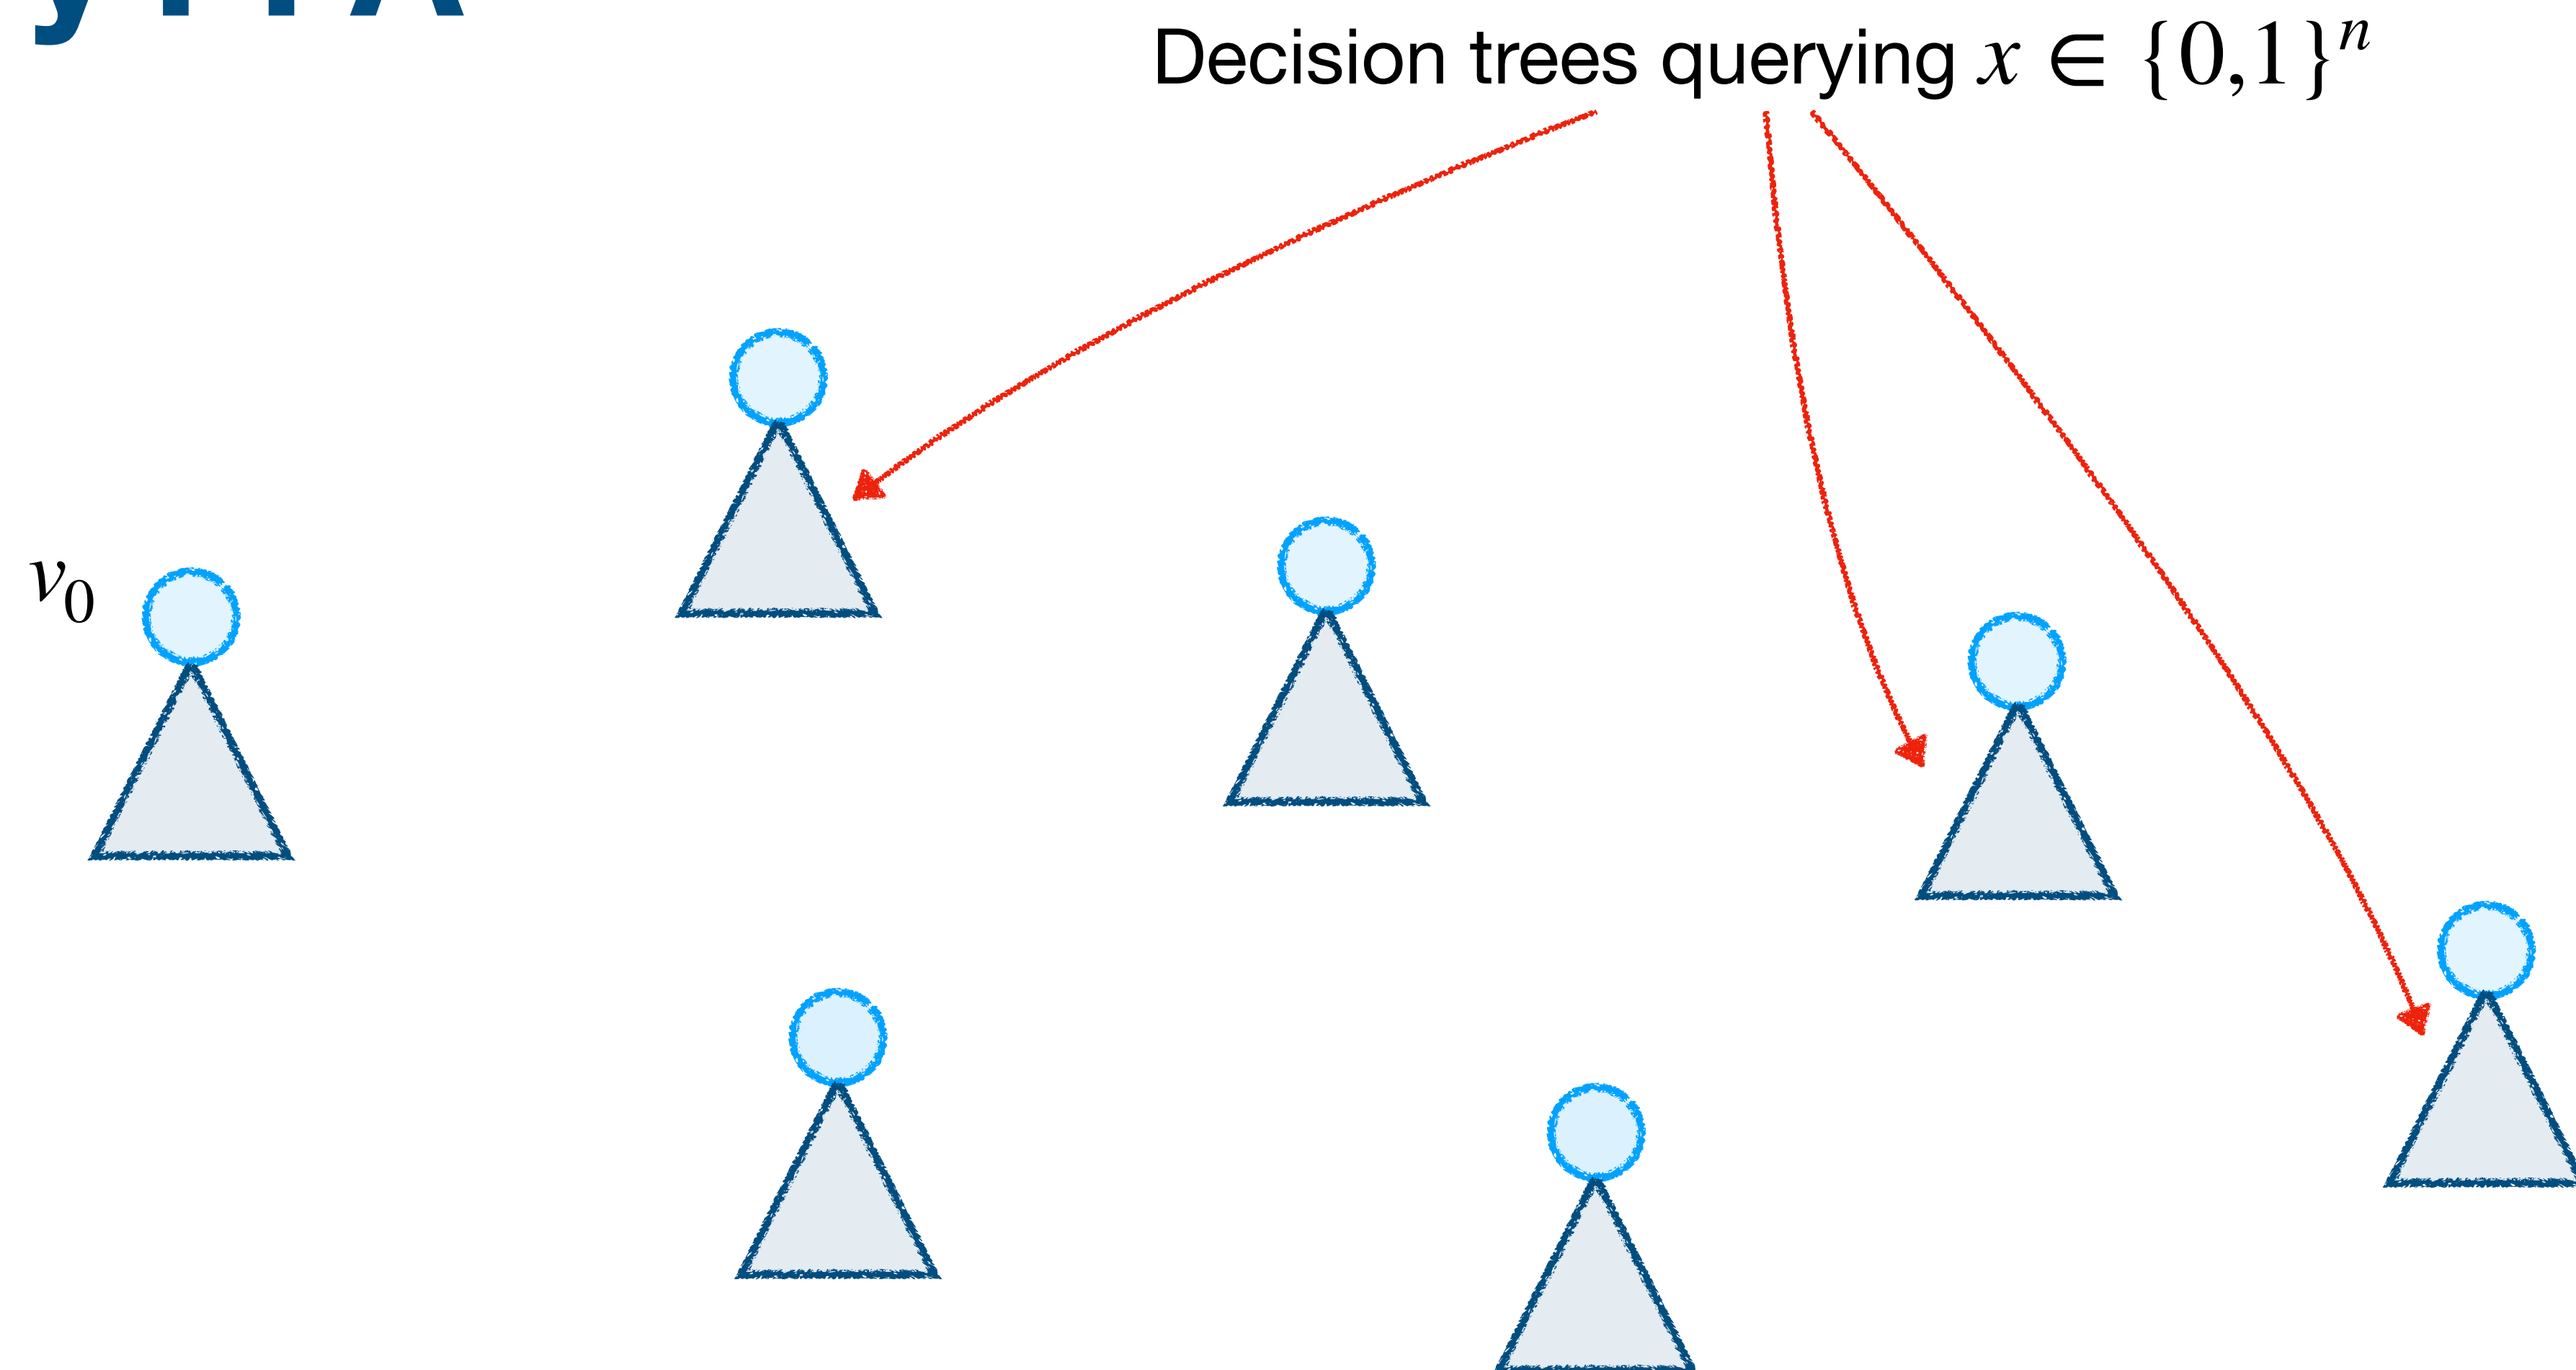 Decision trees querying x ∈ {0,1}ⁿ
v₀